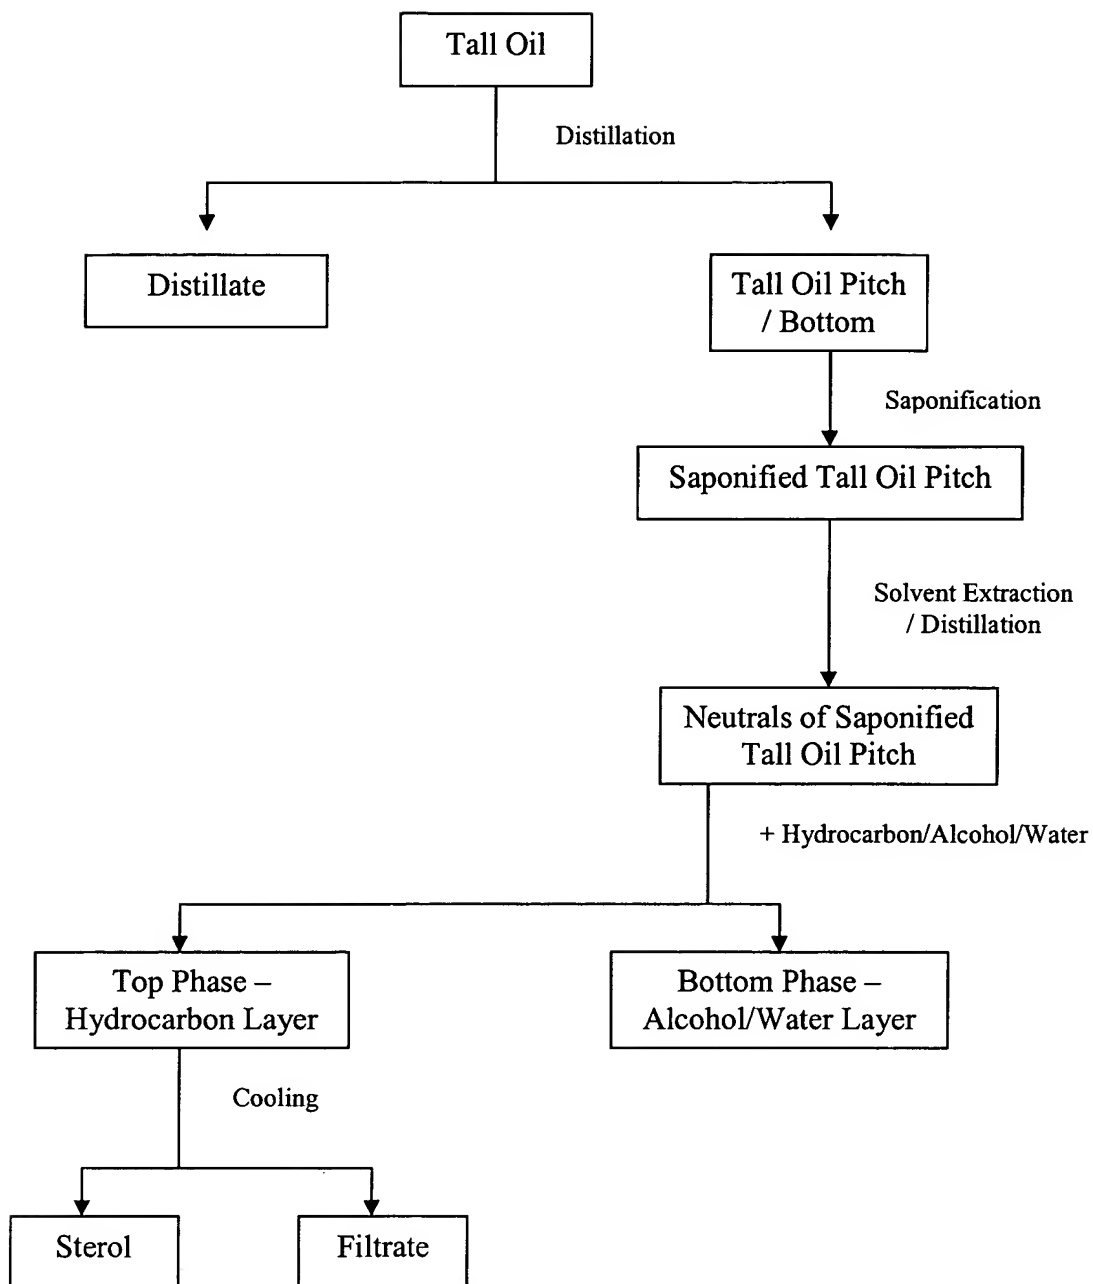 Tall Oil
Distillation
Distillate
Tall Oil Pitch
/ Bottom
Saponification
Saponified Tall Oil Pitch
Solvent Extraction
/ Distillation
Neutrals of Saponified
Tall Oil Pitch
+ Hydrocarbon/Alcohol/Water
Top Phase –
Hydrocarbon Layer
Bottom Phase –
Alcohol/Water Layer
Cooling
Sterol
Filtrate